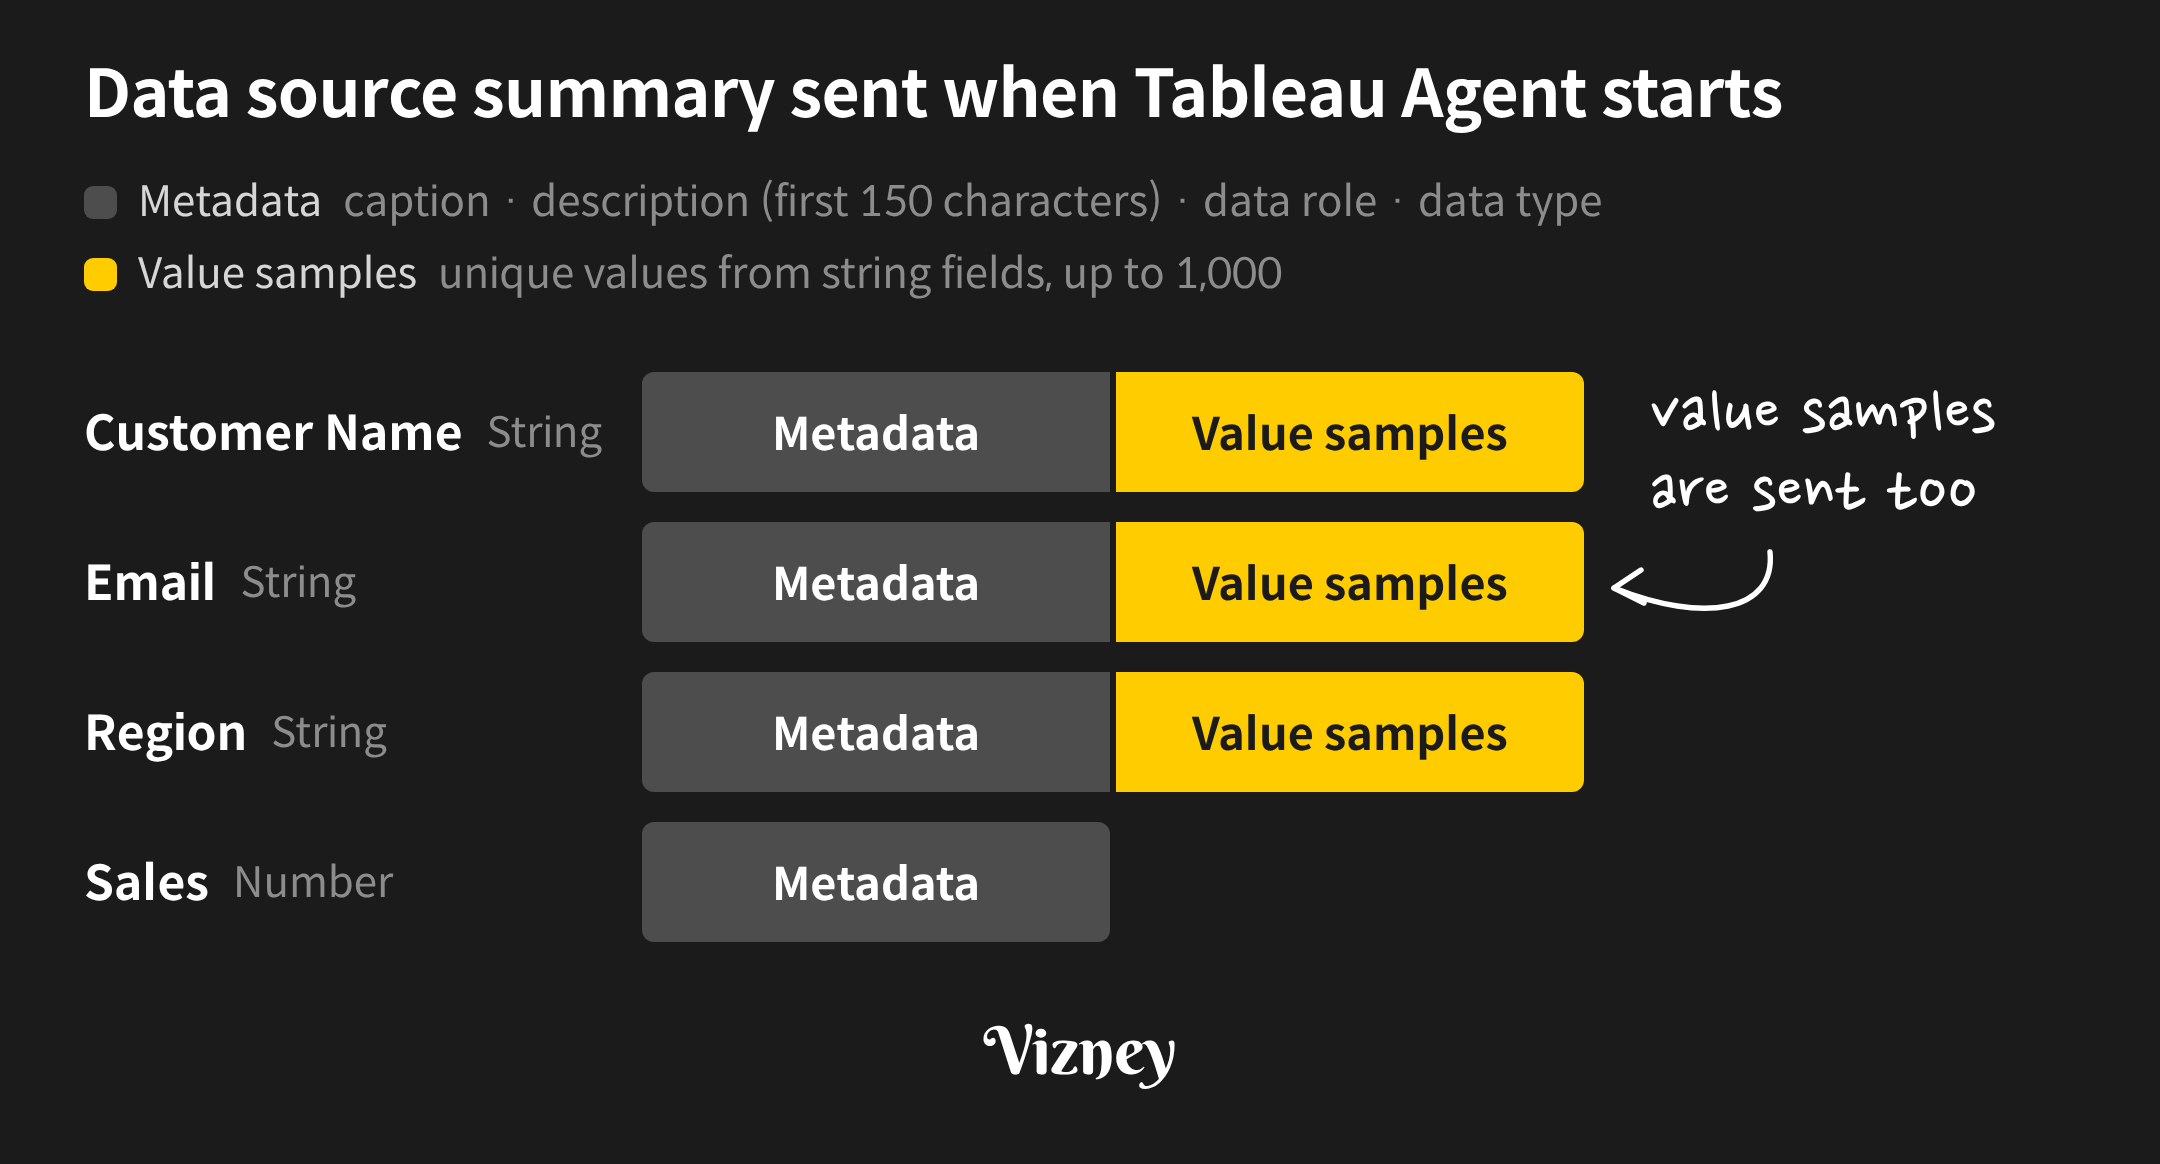 Data source summary sent when Tableau Agent starts
Metadata caption · description (first 150 characters) · data role · data type
Value samples unique values from string fields, up to 1,000
Customer Name String Metadata Value samples
value samples
are sent too
Email String Metadata Value samples
Region String Metadata Value samples
Sales Number Metadata
Vizney